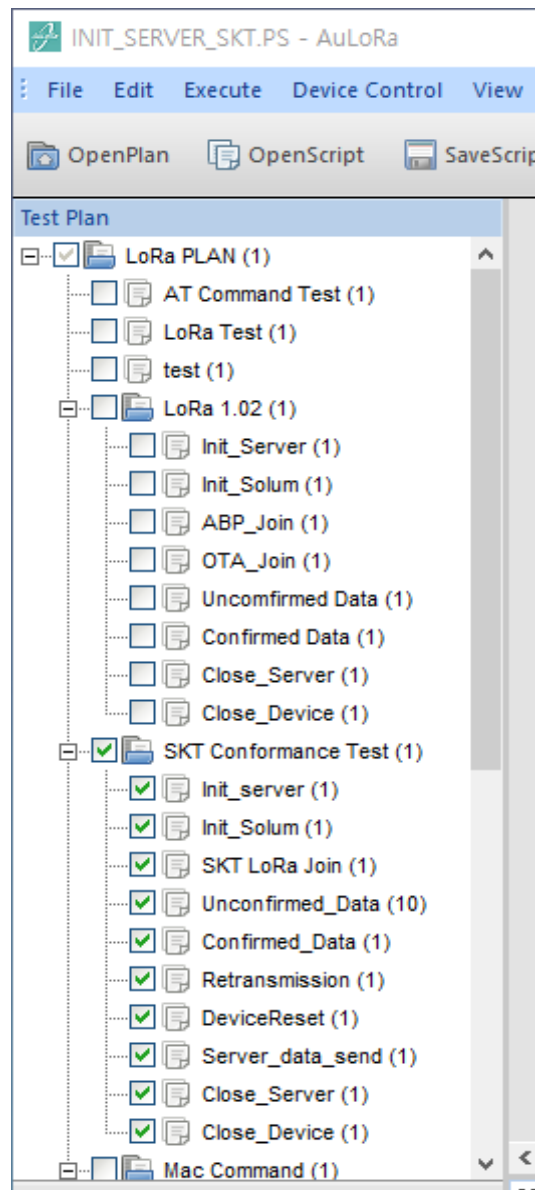 INIT_SERVER_SKT.PS - AuLoRa
File Edit Execute Device Control View
OpenPlan OpenScript SaveScrip
Test Plan
LoRa PLAN (1)
AT Command Test (1)
LoRa Test (1)
test (1)
LoRa 1.02 (1)
Init_Server (1)
Init_Solum (1)
ABP_Join (1)
OTA_Join (1)
Uncomfirmed Data (1)
Confirmed Data (1)
Close_Server (1)
Close_Device (1)
SKT Conformance Test (1)
Init_server (1)
Init_Solum (1)
SKT LoRa Join (1)
Unconfirmed_Data (10)
Confirmed_Data (1)
Retransmission (1)
DeviceReset (1)
Server_data_send (1)
Close_Server (1)
Close_Device (1)
Mac Command (1)